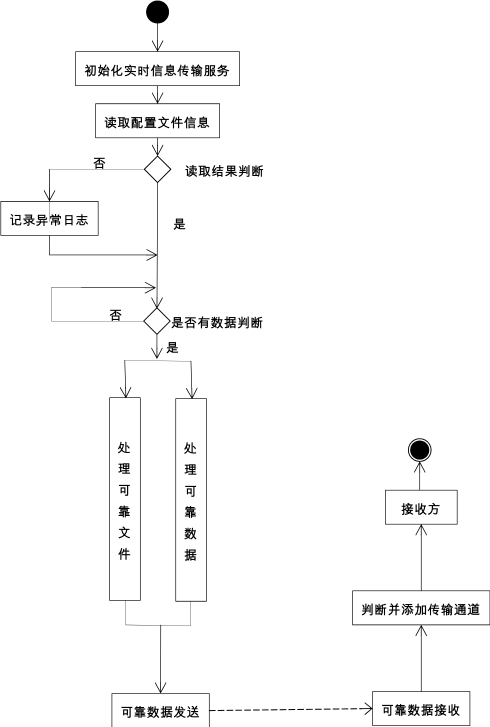 初始化实时信息传输服务
读取配置文件信息
否
读取结果判断
记录异常日志
是
否
是否有数据判断
是
处理可靠文件
处理可靠数据
接收方
判断并添加传输通道
可靠数据发送
可靠数据接收